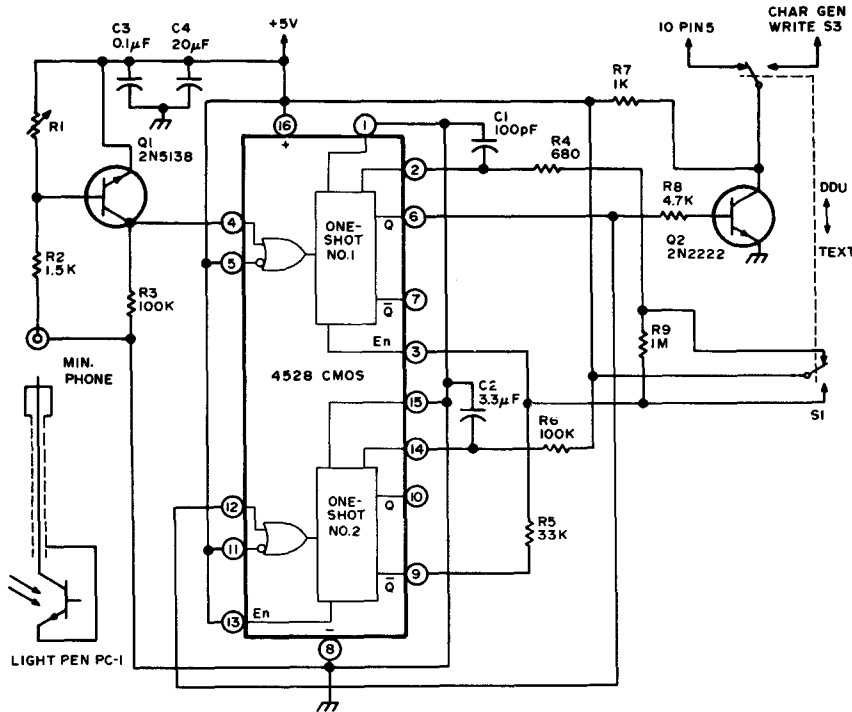 C3
0.1µF
C4
20µF
+5V
CHAR GEN
WRITE S3
IO PIN5
R7
1K
R1
Q1
2N5138
16
+
1
C1
100pF
2
R4
680
4
ONE-
SHOT
NO.1
Q
6
R8
4.7K
DDU
TEXT
Q2
2N2222
R2
1.5K
5
R3
100K
Q̅
7
R9
1M
En
3
MIN.
PHONE
4528 CMOS
C2
3.3µF
15
S1
R6
100K
14
12
ONE-
SHOT
NO.2
Q
10
11
R5
33K
Q̅
9
13
En
−
8
LIGHT PEN PC-1